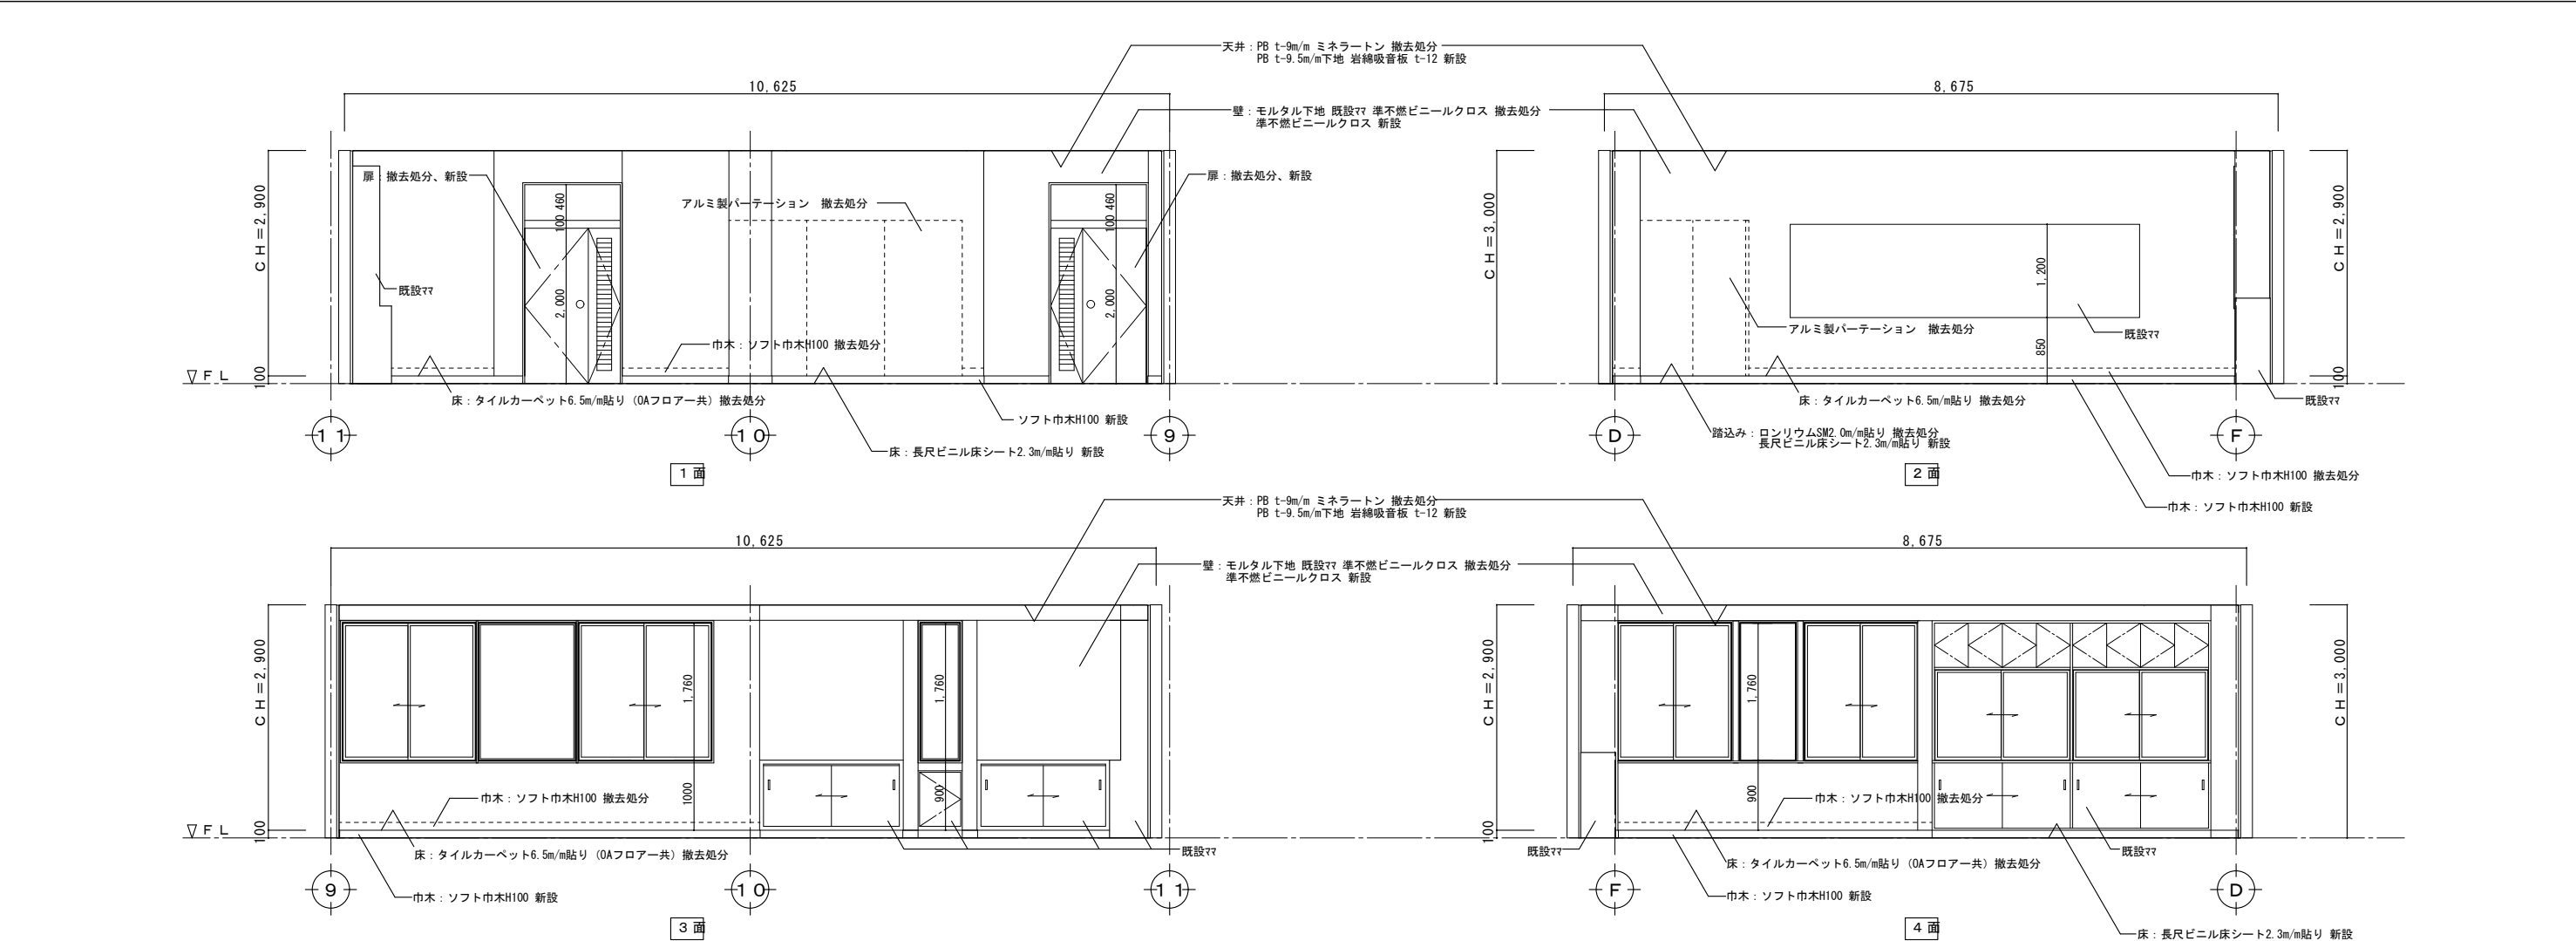 天井：PB t-9m/m ミネラートン 撤去処分
PB t-9.5m/m下地 岩綿吸音板 t-12 新設
10,625
8,675
壁：モルタル下地 既設ママ 準不燃ビニールクロス 撤去処分
準不燃ビニールクロス 新設
扉：撤去処分、新設
扉：撤去処分、新設
アルミ製パーテーション　撤去処分
CH＝2,900
100
460
100
2,000
460
100
2,000
既設ママ
巾木：ソフト巾木H100 撤去処分
▽FL
100
床：タイルカーペット6.5m/m貼り（OAフロアー共）撤去処分
ソフト巾木H100 新設
床：長尺ビニル床シート2.3m/m貼り 新設
11
10
9
1面
CH＝3,000
CH＝2,900
1,200
850
アルミ製パーテーション　撤去処分
既設ママ
100
既設ママ
床：タイルカーペット6.5m/m貼り 撤去処分
踏込み：ロンリウムSM2.0m/m貼り 撤去処分
長尺ビニル床シート2.3m/m貼り 新設
D
F
巾木：ソフト巾木H100 撤去処分
巾木：ソフト巾木H100 新設
2面
天井：PB t-9m/m ミネラートン 撤去処分
PB t-9.5m/m下地 岩綿吸音板 t-12 新設
10,625
8,675
壁：モルタル下地 既設ママ 準不燃ビニールクロス 撤去処分
準不燃ビニールクロス 新設
CH＝2,900
1,760
1000
1,760
900
巾木：ソフト巾木H100 撤去処分
▽FL
100
床：タイルカーペット6.5m/m貼り（OAフロアー共）撤去処分
既設ママ
巾木：ソフト巾木H100 新設
9
10
11
3面
CH＝2,900
CH＝3,000
1,760
900
巾木：ソフト巾木H100 撤去処分
100
既設ママ
既設ママ
床：タイルカーペット6.5m/m貼り（OAフロアー共）撤去処分
巾木：ソフト巾木H100 新設
F
D
4面
床：長尺ビニル床シート2.3m/m貼り 新設